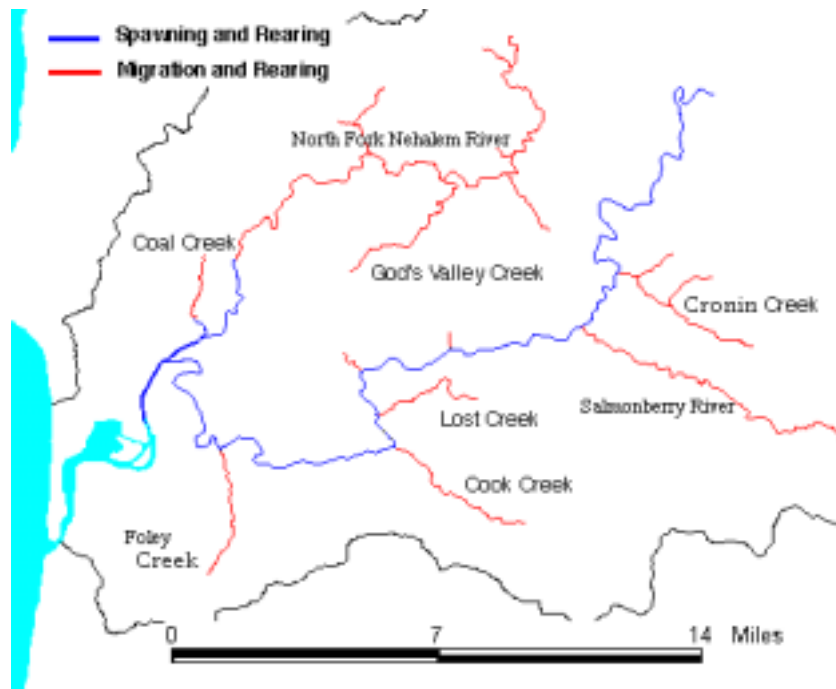 Spawning and Rearing
Migration and Rearing
North Fork Nehalem River
Coal Creek
God's Valley Creek
Cronin Creek
Salmonberry River
Lost Creek
Cook Creek
Foley
Creek
0 7 14 Miles